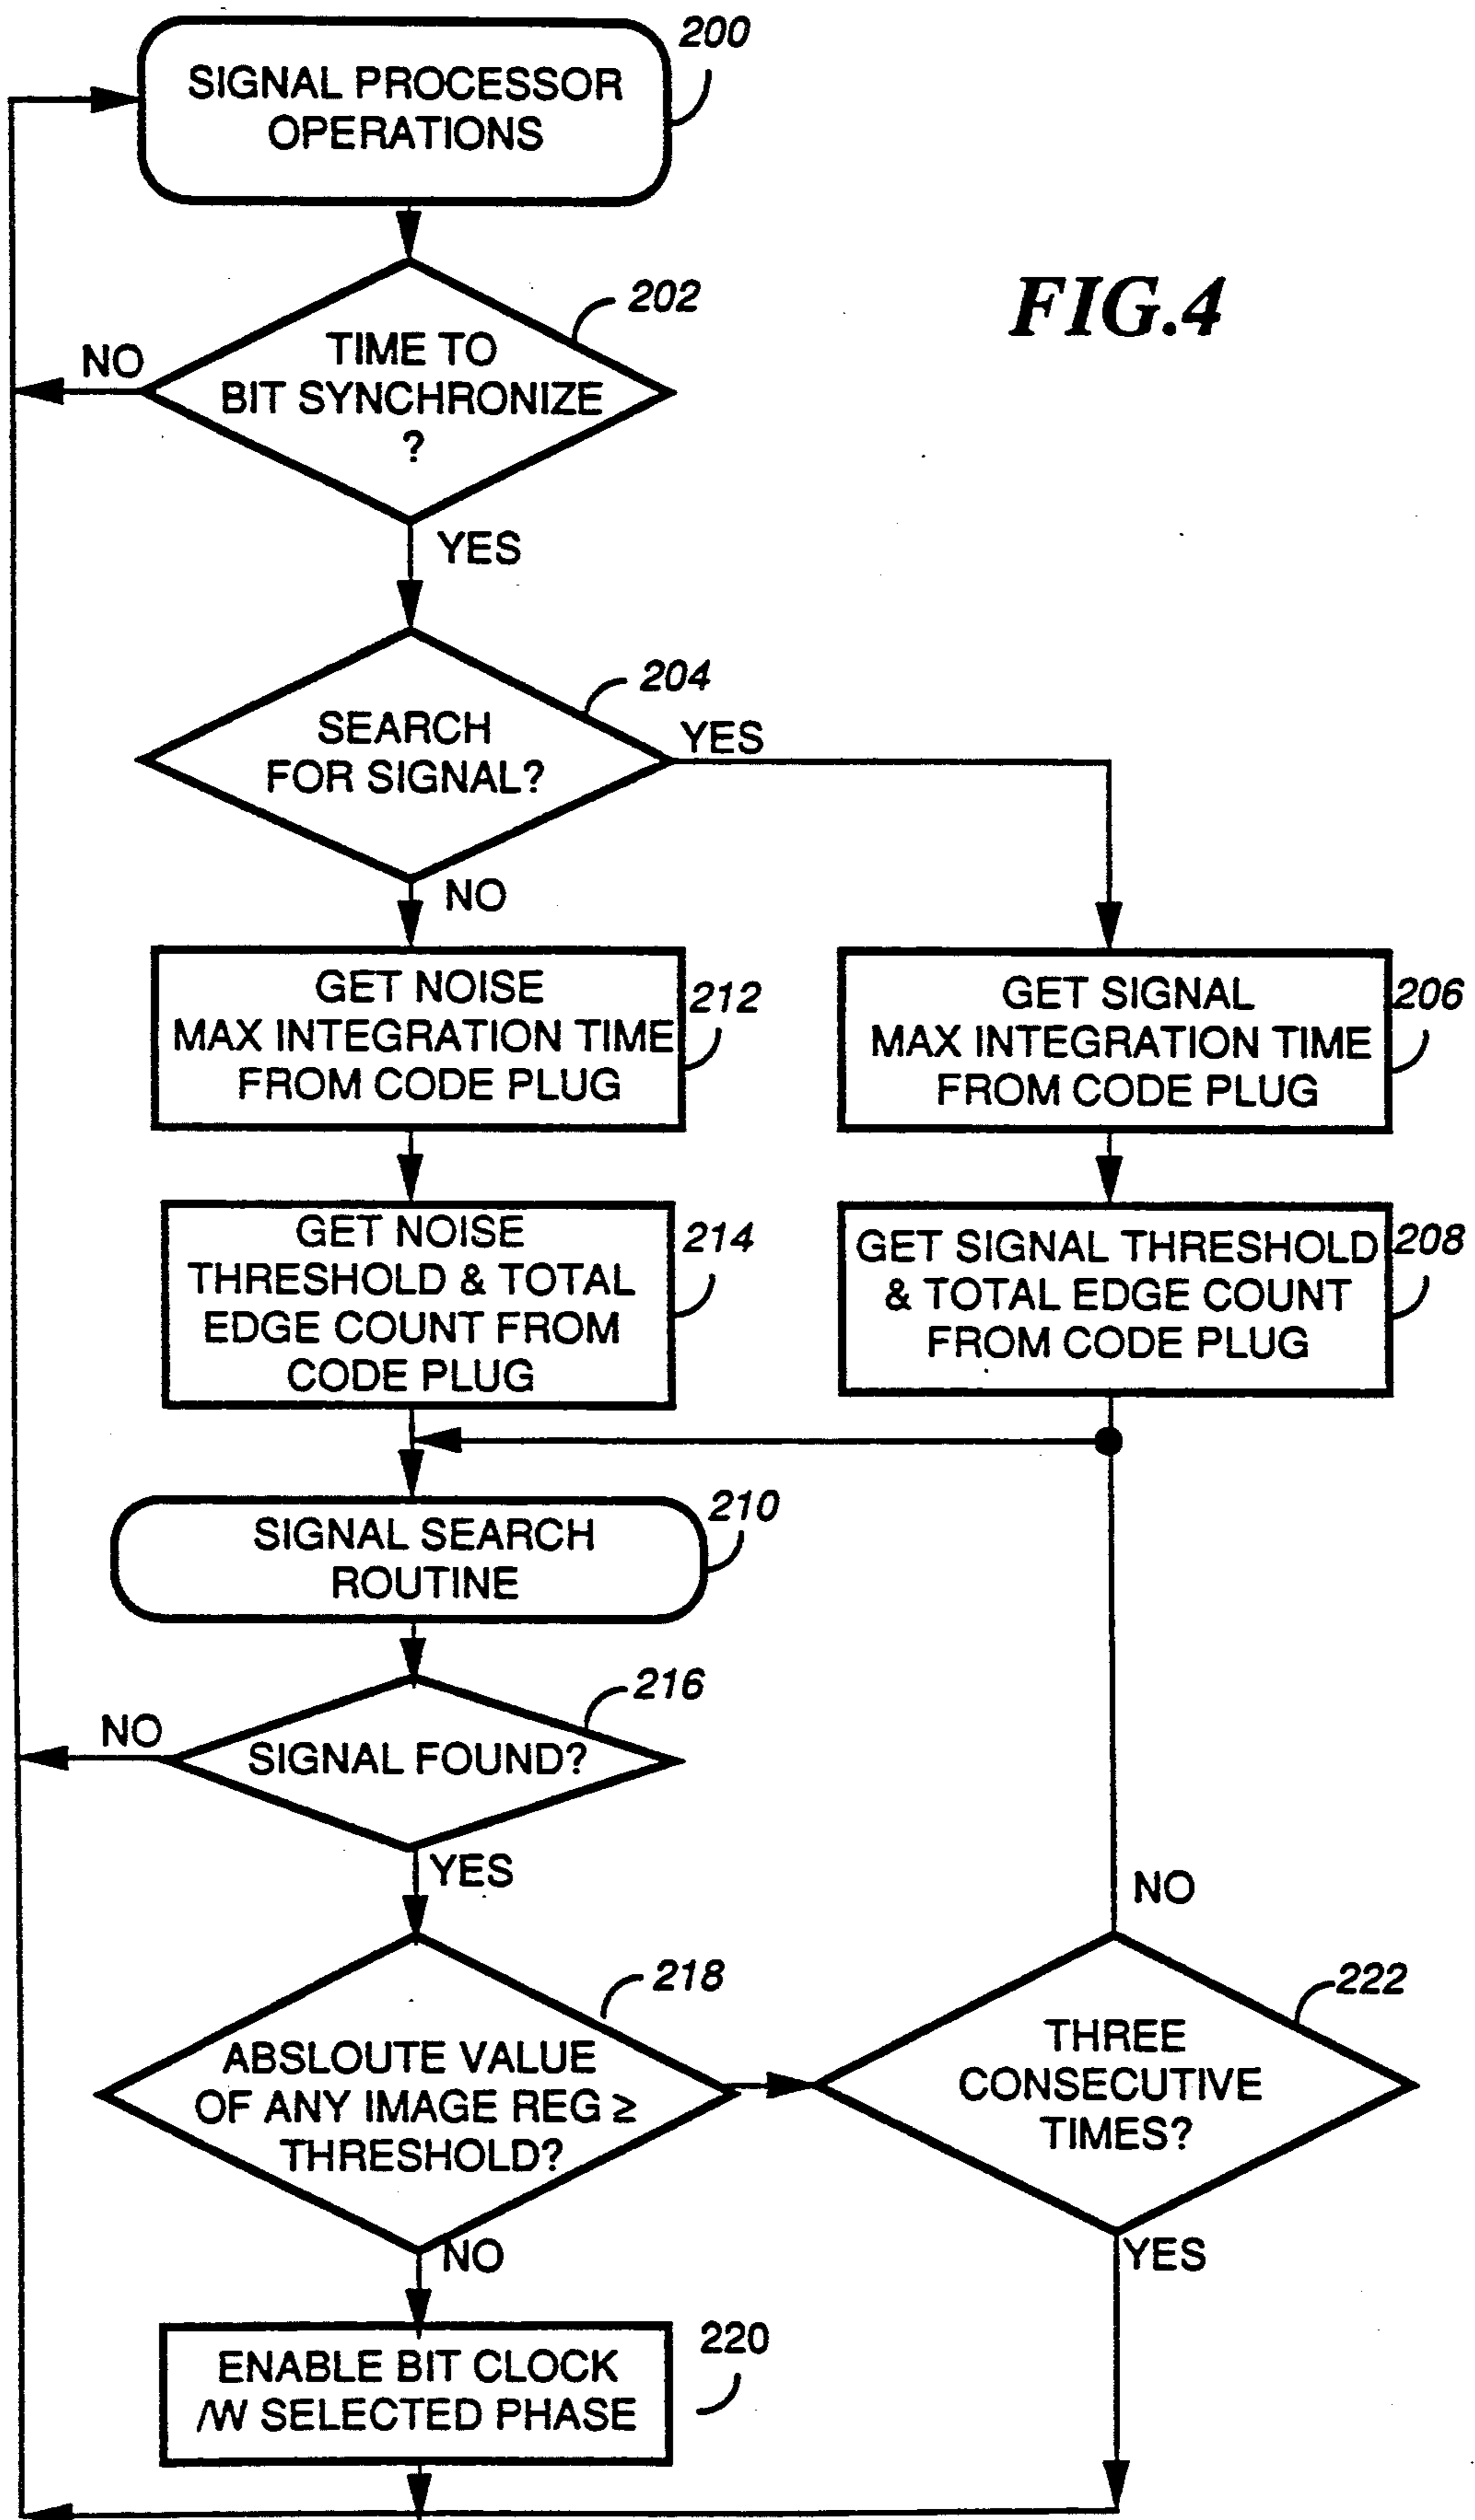 200
SIGNAL PROCESSOR
OPERATIONS
FIG.4
202
TIME TO
BIT SYNCHRONIZE
?
NO
YES
204
SEARCH
FOR SIGNAL?
YES
NO
GET NOISE
MAX INTEGRATION TIME
FROM CODE PLUG
212
GET SIGNAL
MAX INTEGRATION TIME
FROM CODE PLUG
206
GET NOISE
THRESHOLD & TOTAL
EDGE COUNT FROM
CODE PLUG
214
GET SIGNAL THRESHOLD
& TOTAL EDGE COUNT
FROM CODE PLUG
208
210
SIGNAL SEARCH
ROUTINE
216
NO
SIGNAL FOUND?
YES
NO
218
ABSLOUTE VALUE
OF ANY IMAGE REG ≥
THRESHOLD?
222
THREE
CONSECUTIVE
TIMES?
NO
YES
220
ENABLE BIT CLOCK
/W SELECTED PHASE